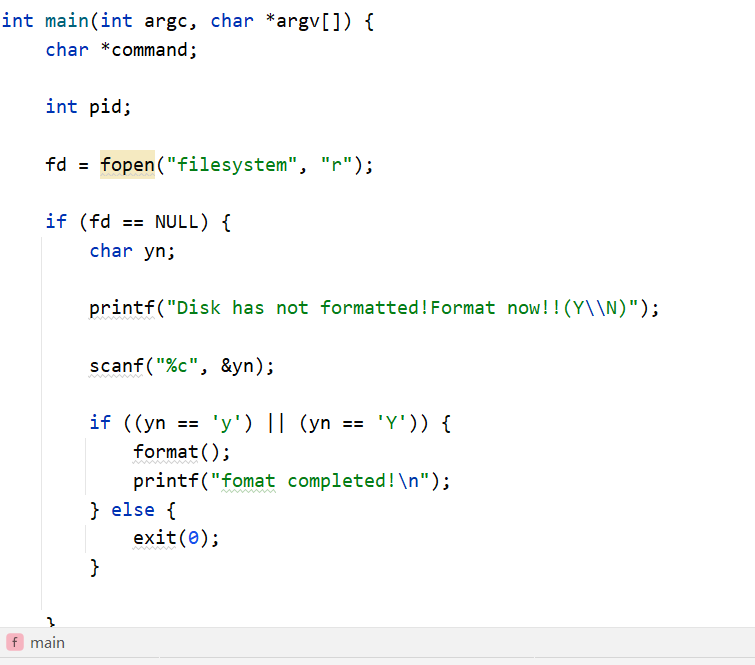 int main(int argc, char *argv[]) {
char *command;
int pid;
fd = fopen("filesystem", "r");
if (fd == NULL) {
char yn;
printf("Disk has not formatted!Format now!!(Y\\N)");
scanf("%c", &yn);
if ((yn == 'y') || (yn == 'Y')) {
format();
printf("fomat completed!\n");
} else {
exit(0);
}
}
f main